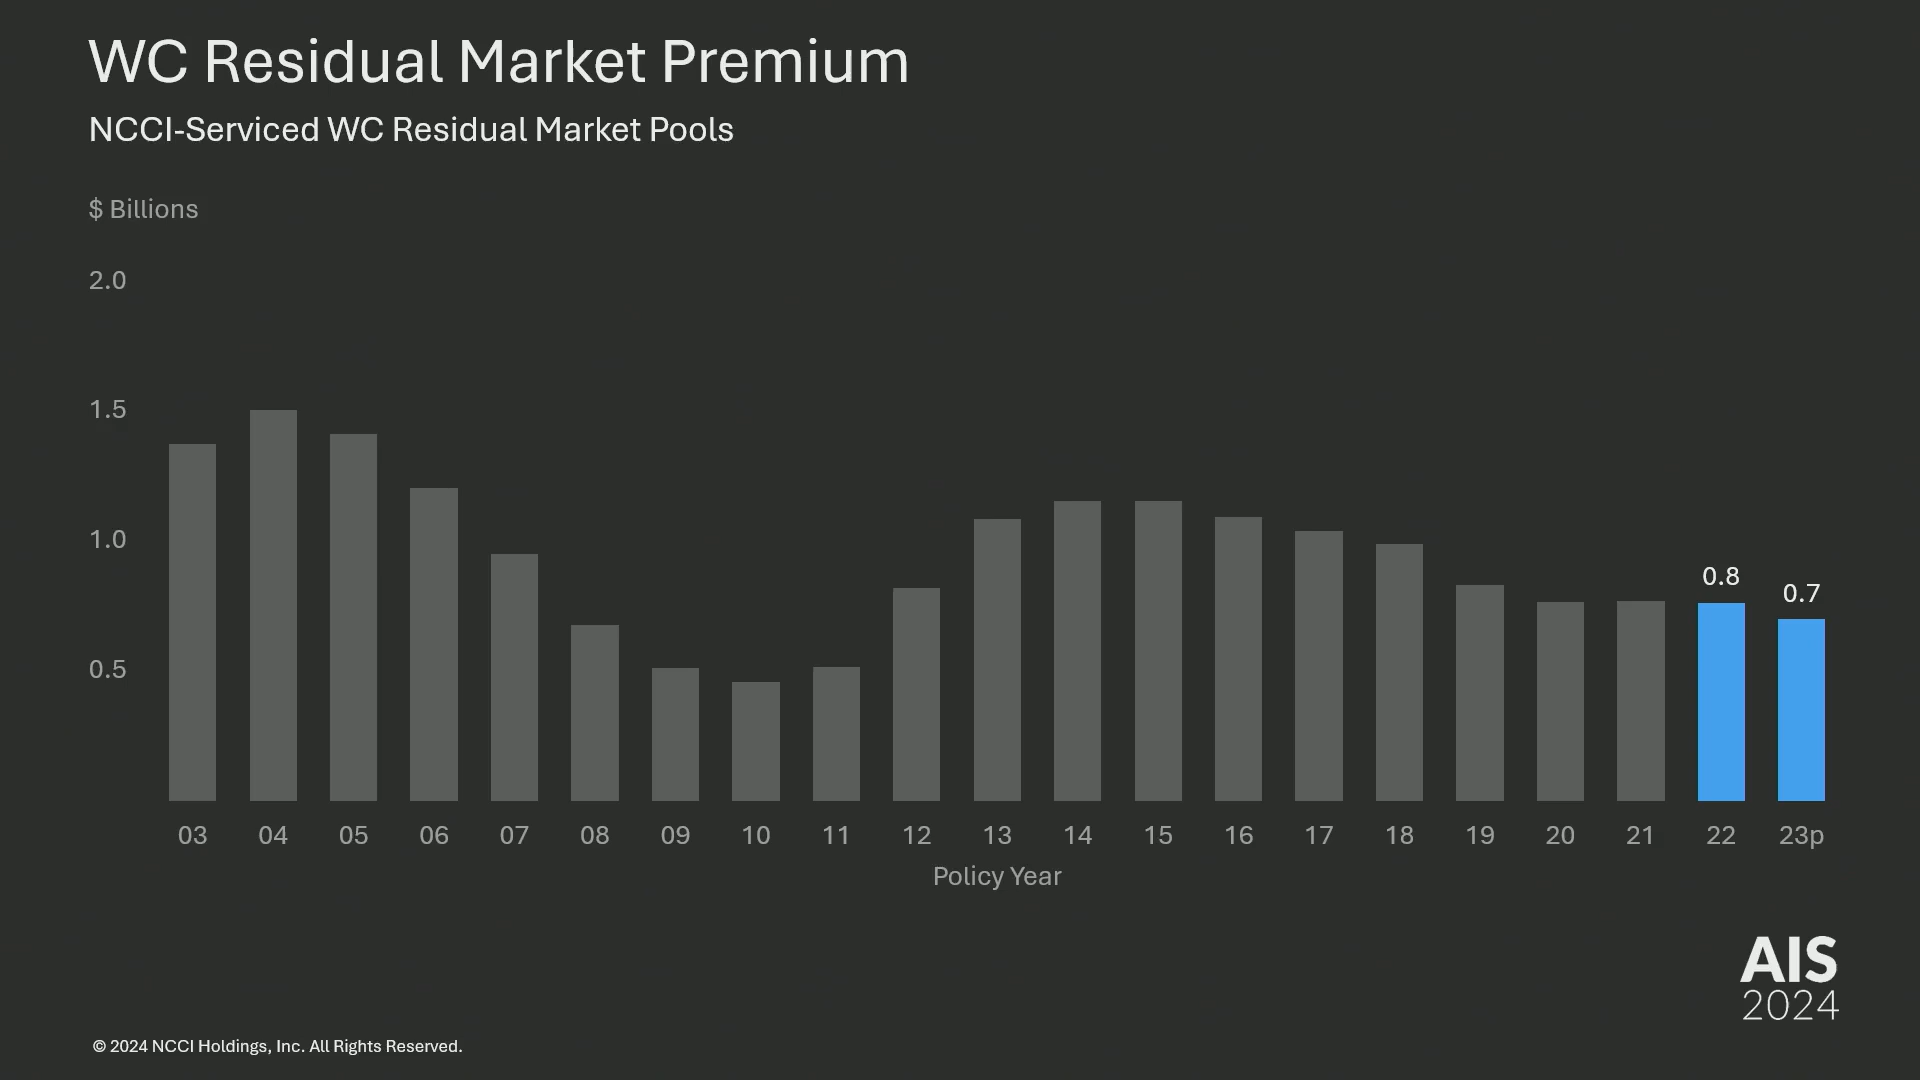 WC Residual Market Premium
NCCI-Serviced WC Residual Market Pools
$ Billions
2.0
1.5
1.0
0.5
0.8
0.7
03 04 05 06 07 08 09 10 11 12 13 14 15 16 17 18 19 20 21 22 23p
Policy Year
AIS
2024
© 2024 NCCI Holdings, Inc. All Rights Reserved.